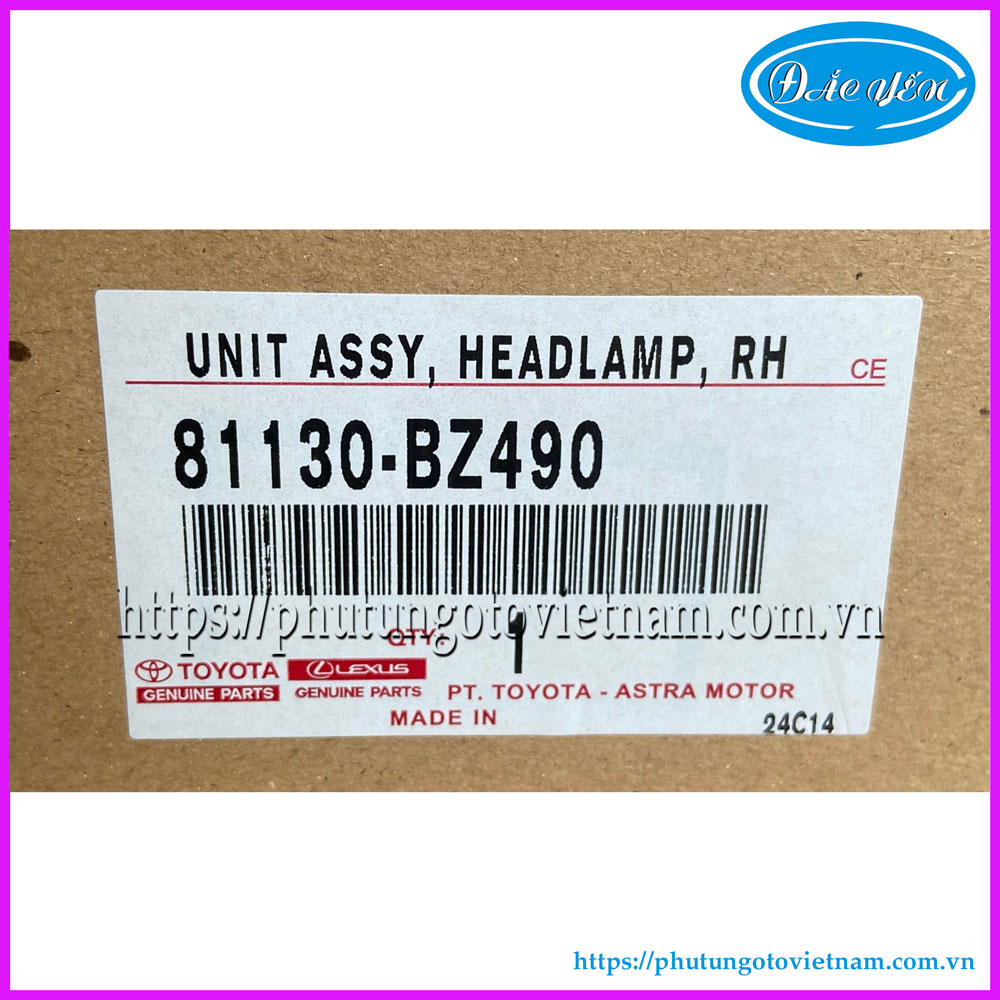 ĐẮC YẾN
UNIT ASSY, HEADLAMP, RH
CE
81130-BZ490
https://phutungotovietnam.com.vn
QTY: 1
TOYOTA
GENUINE PARTS
LEXUS
GENUINE PARTS
PT. TOYOTA - ASTRA MOTOR
MADE IN
24C14
https://phutungotovietnam.com.vn